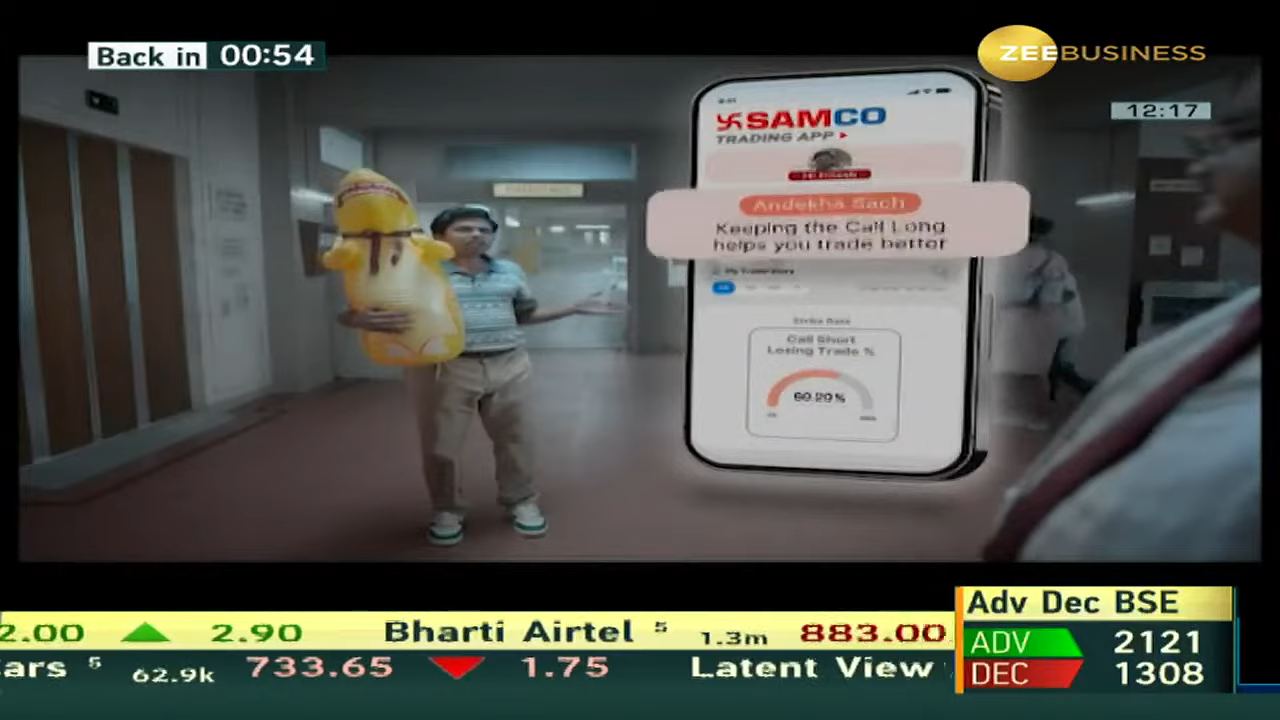 Back in 00:54
ZEEBUSINESS
12:17
SAMCO
TRADING APP
Andekha Sach
Keeping the Call Long
helps you trade better
Call Short
Losing Trade %
60.20%
2.00 2.90 Bharti Airtel 5 1.3m 883.00
ars 5 62.9k 733.65 1.75 Latent View
Adv Dec BSE
ADV 2121
DEC 1308